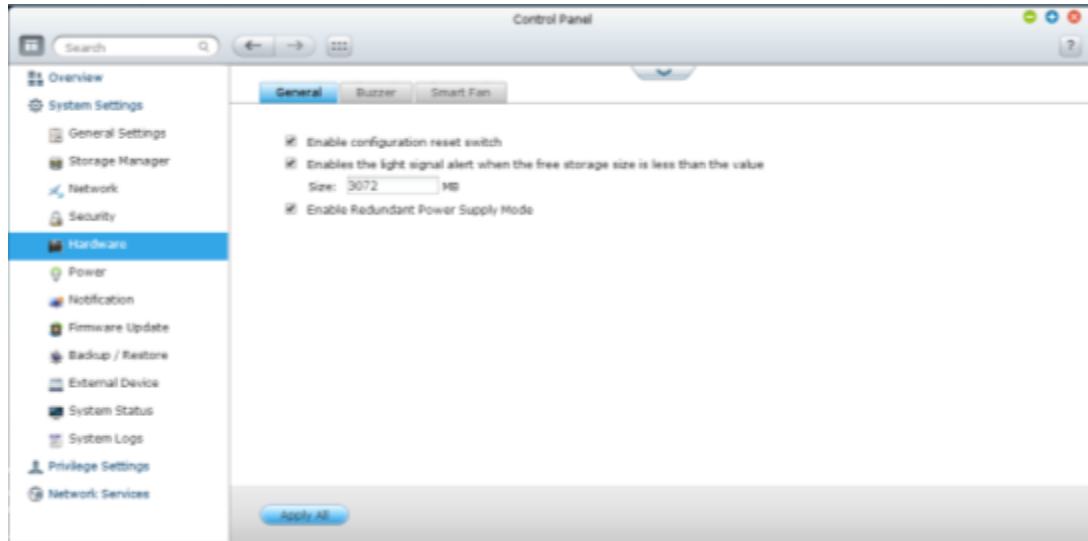 Control Panel
Search
?
Overview
System Settings
General Settings
Storage Manager
Network
Security
Hardware
Power
Notification
Firmware Update
Backup / Restore
External Device
System Status
System Logs
Privilege Settings
Network Services
General Buzzer Smart Fan
Enable configuration reset switch
Enables the light signal alert when the free storage size is less than the value
Size: 3072 MB
Enable Redundant Power Supply Mode
Apply All